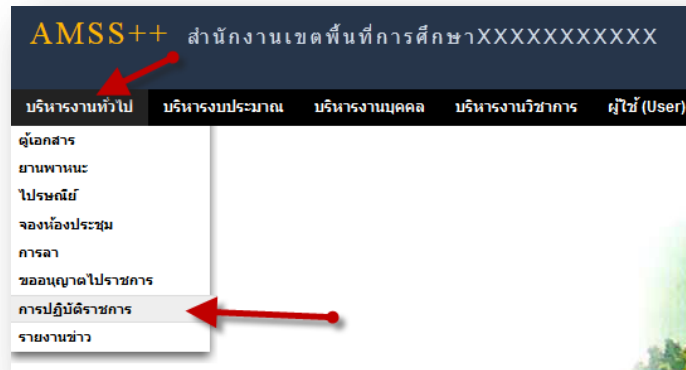 AMSS++ สำนักงานเขตพื้นที่การศึกษาXXXXXXXXXXX
บริหารงานทั่วไป บริหารงบประมาณ บริหารงานบุคคล บริหารงานวิชาการ ผู้ใช้ (User)
ตู้เอกสาร
ยานพาหนะ
ไปรษณีย์
จองห้องประชุม
การลา
ขออนุญาตไปราชการ
การปฏิบัติราชการ
รายงานข่าว